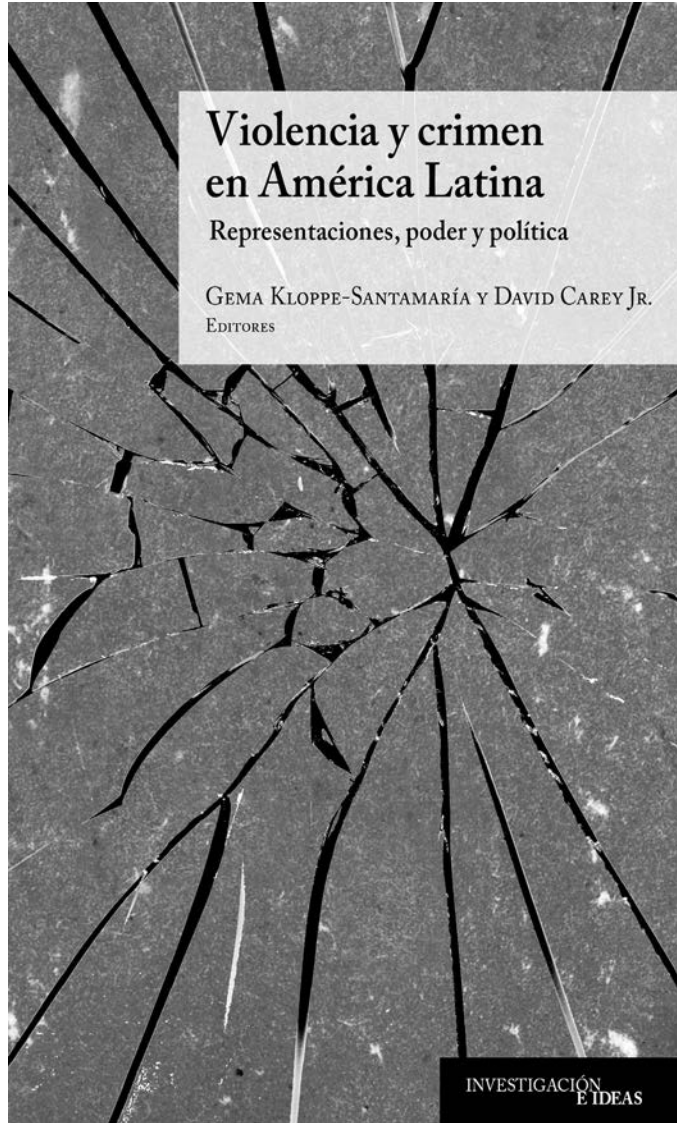 Violencia y crimen
en América Latina
Representaciones, poder y política
Gema Kloppe-Santamaría y David Carey Jr.
Editores
INVESTIGACIÓN
E IDEAS